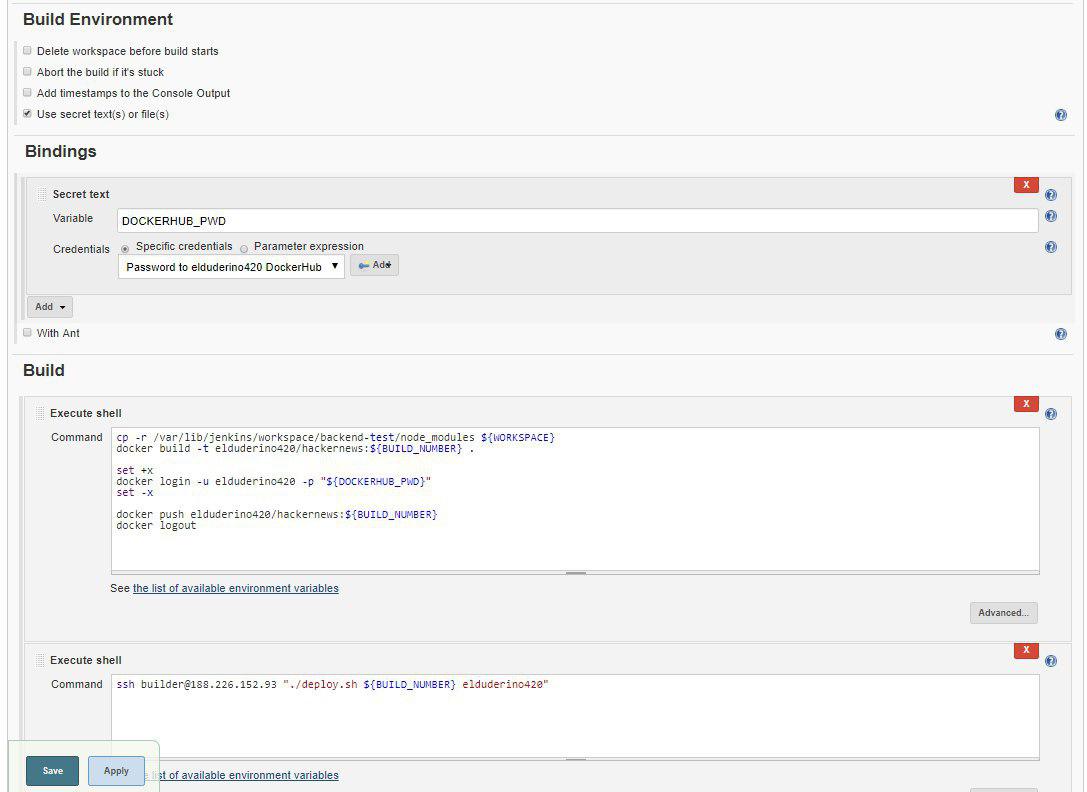 Build Environment
Delete workspace before build starts
Abort the build if it's stuck
Add timestamps to the Console Output
Use secret text(s) or file(s)
Bindings
X
Secret text
Variable DOCKERHUB_PWD
Credentials Specific credentials Parameter expression
Password to elduderino420 DockerHub Add
Add
With Ant
Build
X
Execute shell
Command cp -r /var/lib/jenkins/workspace/backend-test/node_modules ${WORKSPACE}
docker build -t elduderino420/hackernews:${BUILD_NUMBER} .
set +x
docker login -u elduderino420 -p "${DOCKERHUB_PWD}"
set -x
docker push elduderino420/hackernews:${BUILD_NUMBER}
docker logout
See the list of available environment variables
Advanced...
X
Execute shell
Command ssh builder@188.226.152.93 "./deploy.sh ${BUILD_NUMBER} elduderino420"
Save Apply list of available environment variables